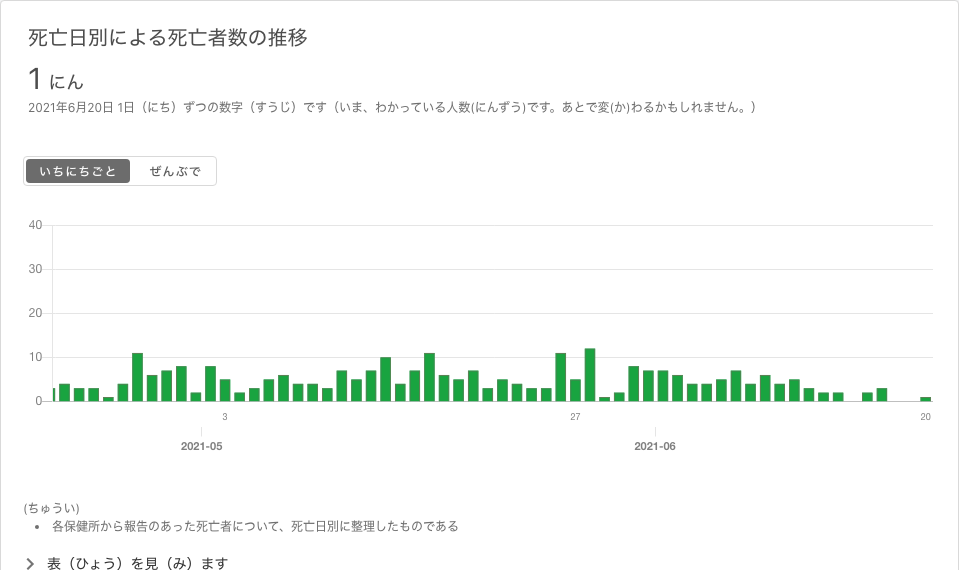 死亡日別による死亡者数の推移
1 にん
2021年6月20日 1日（にち）ずつの数字（すうじ）です（いま、わかっている人数(にんずう)です。あとで変(か)わるかもしれません。）
いちにちごと ぜんぶで
40
30
20
10
0
3 27 20
2021-05 2021-06
(ちゅうい)
• 各保健所から報告のあった死亡者について、死亡日別に整理したものである
表（ひょう）を見（み）ます